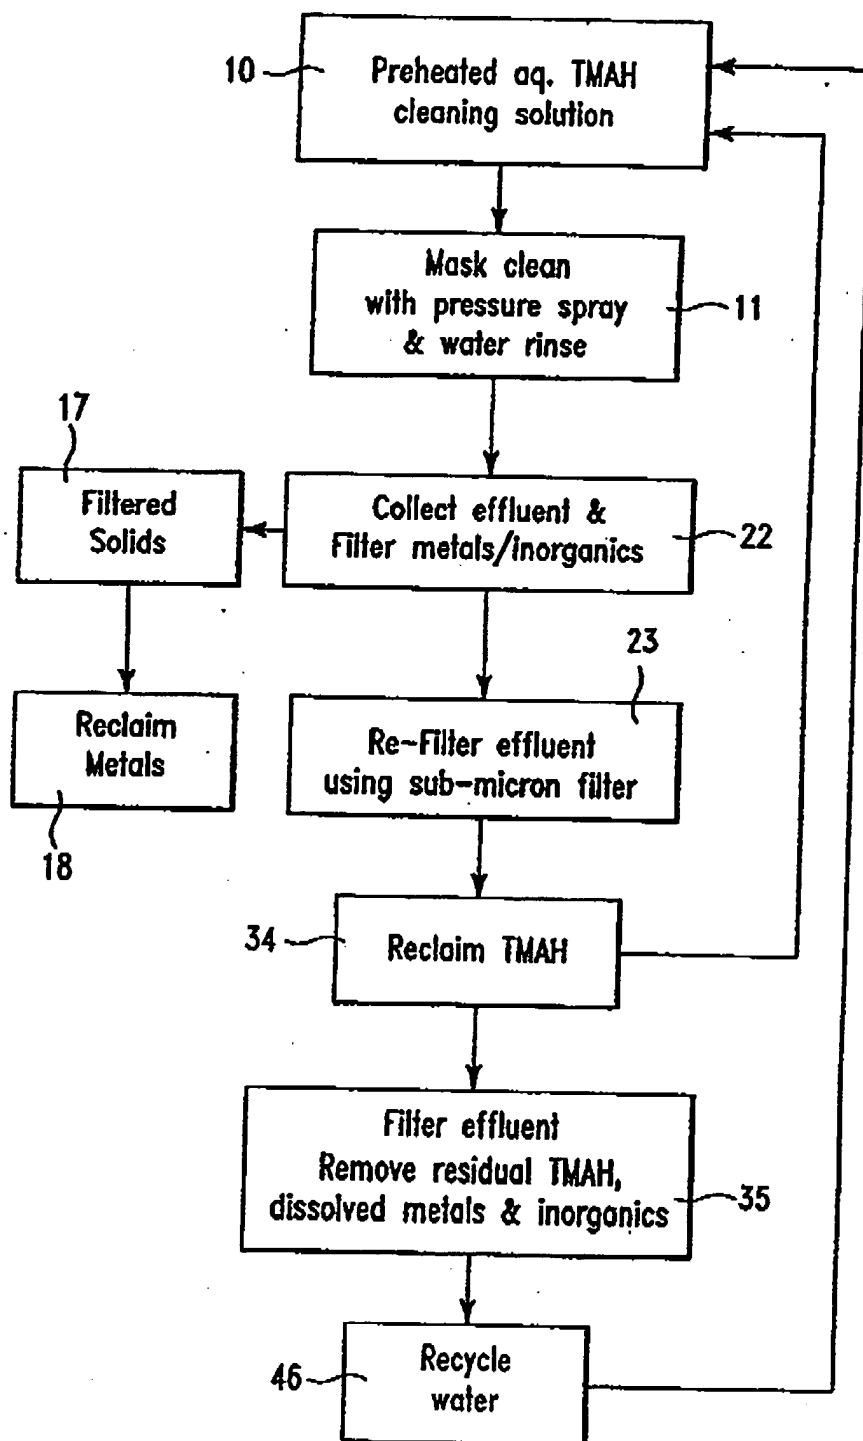 10
Preheated aq. TMAH
cleaning solution
Mask clean
with pressure spray
& water rinse
11
17
Filtered
Solids
Collect effluent &
Filter metals/inorganics
22
23
Reclaim
Metals
18
Re-Filter effluent
using sub-micron filter
34
Reclaim TMAH
Filter effluent
Remove residual TMAH,
dissolved metals & inorganics
35
46
Recycle
water